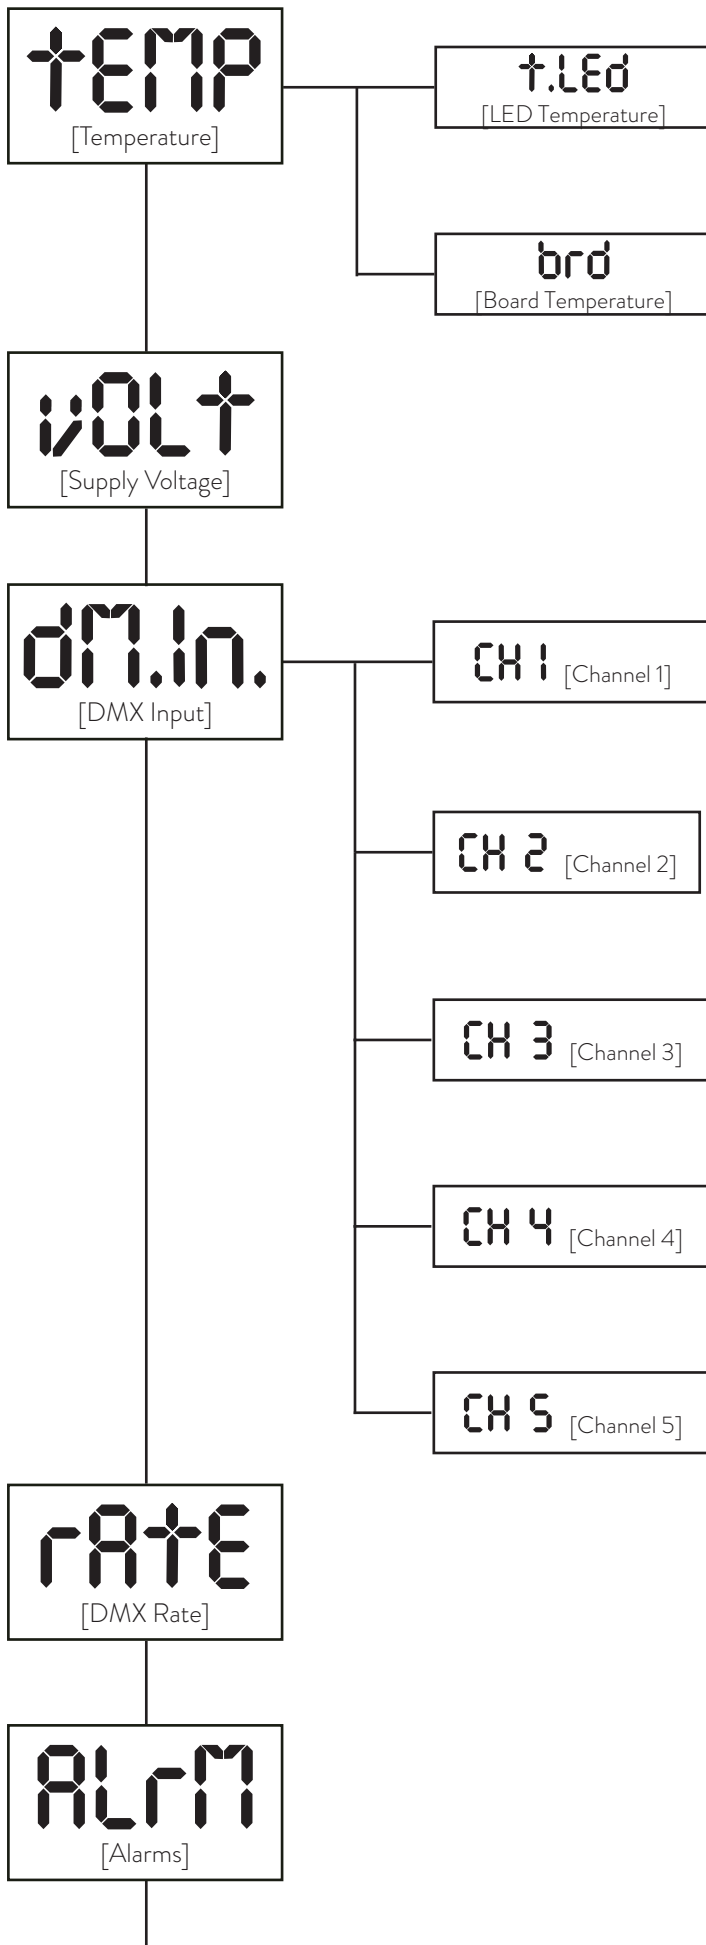 tEMP
[Temperature]
t.LEd
[LED Temperature]
brd
[Board Temperature]
vOLt
[Supply Voltage]
dM.In.
[DMX Input]
CH 1 [Channel 1]
CH 2 [Channel 2]
CH 3 [Channel 3]
CH 4 [Channel 4]
CH 5 [Channel 5]
rAtE
[DMX Rate]
ALrM
[Alarms]